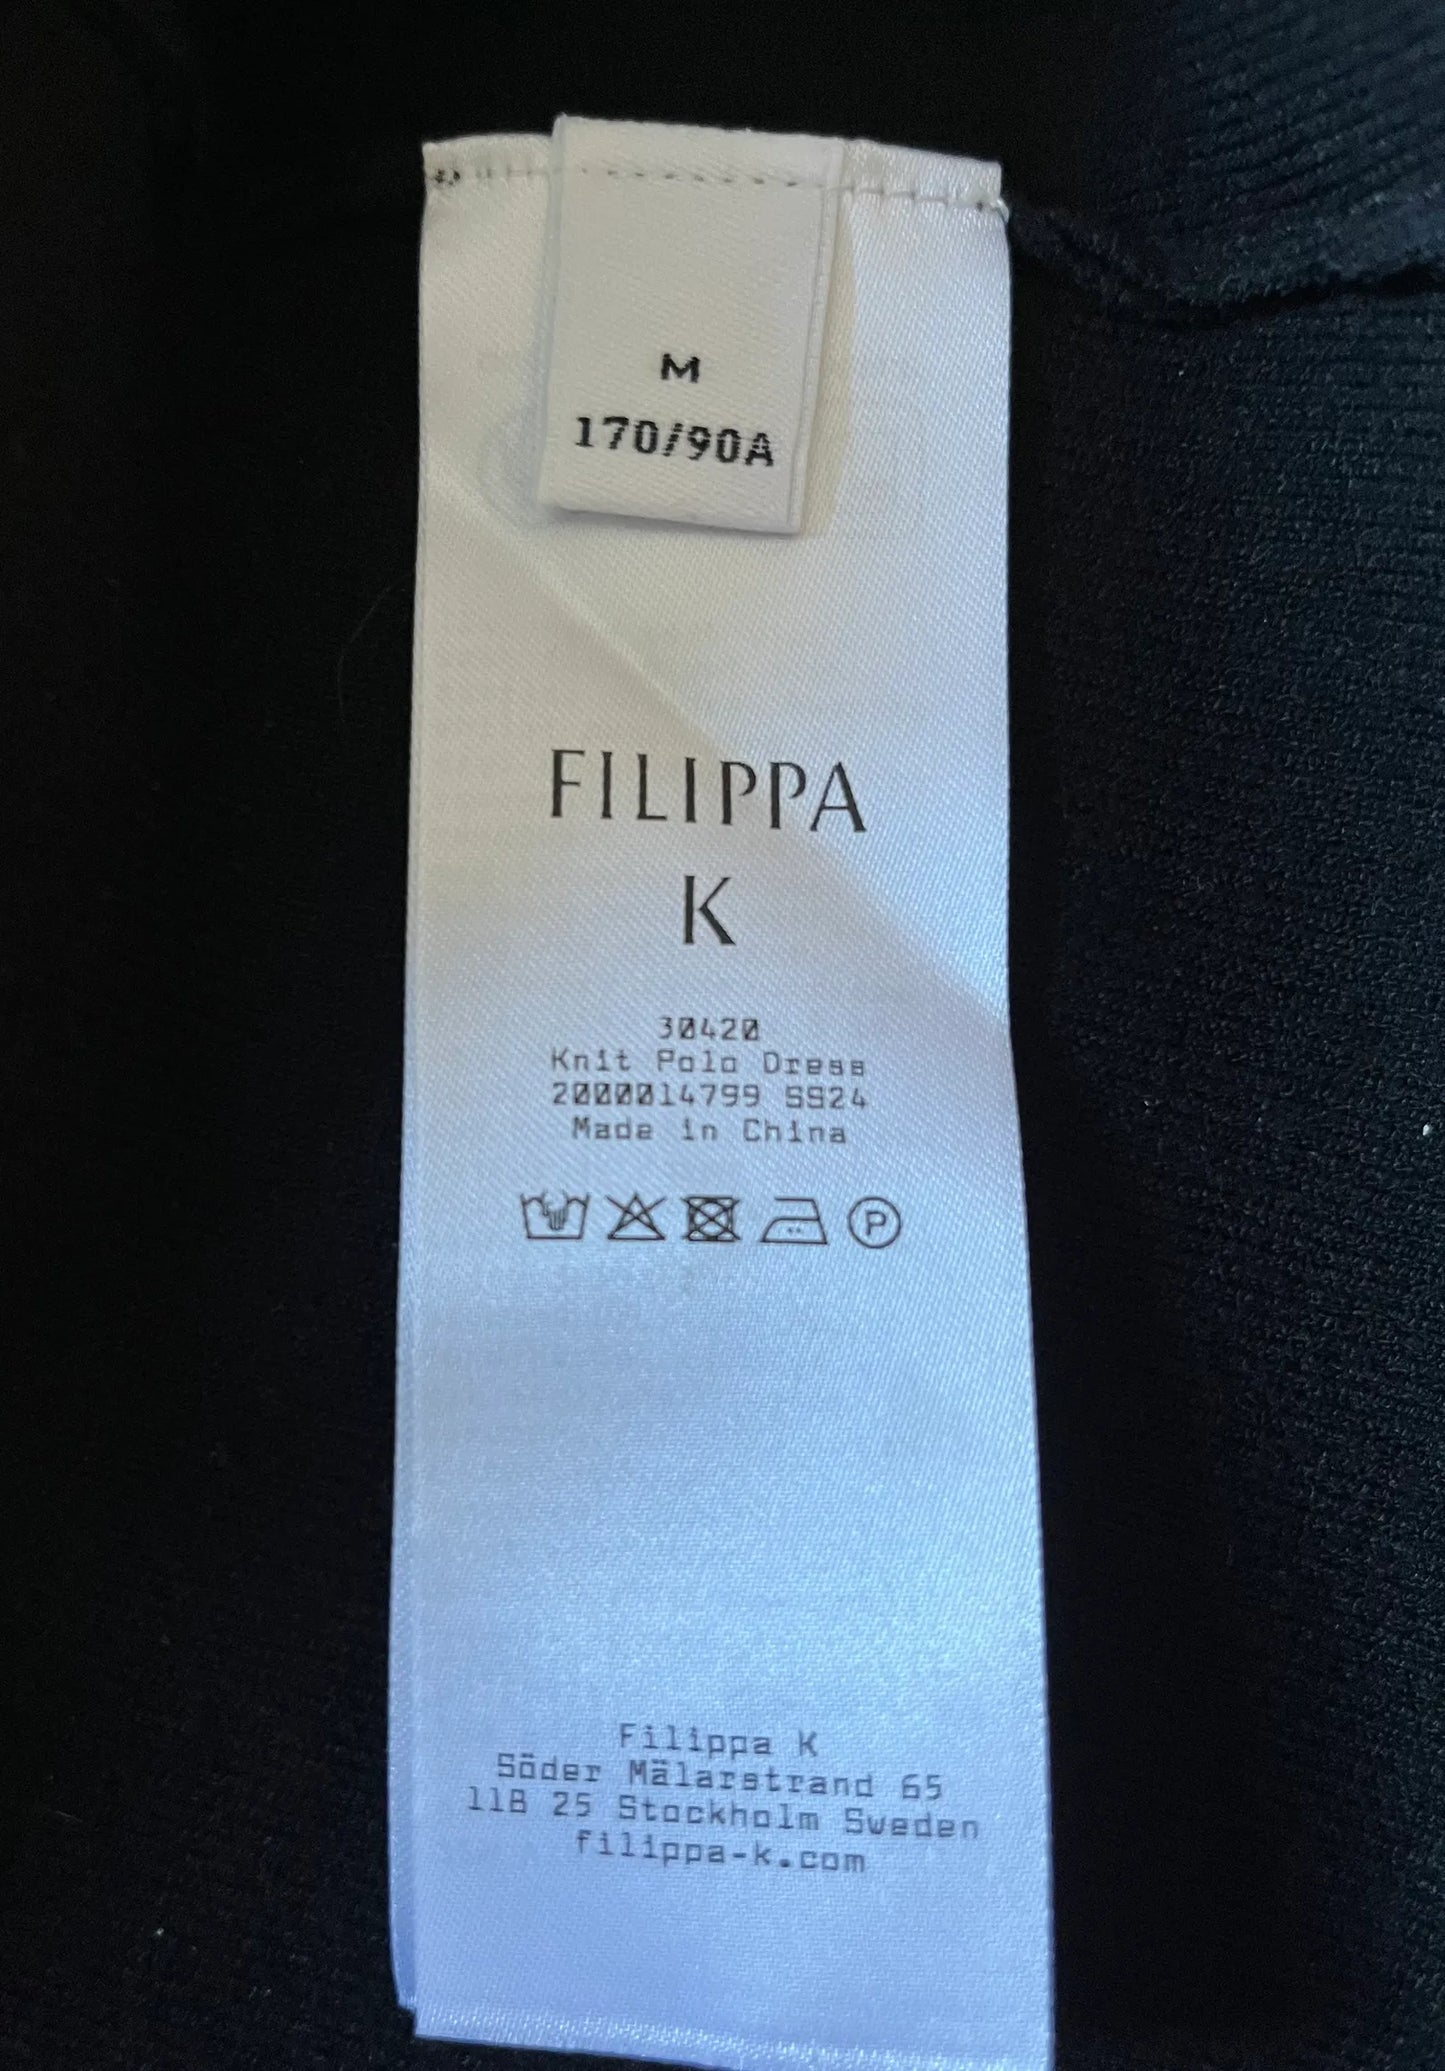 M
170/90A
FILIPPA
K
30420
Knit Polo Dress
2000014799 SS24
Made in China
P
Filippa K
Söder Mälarstrand 65
118 25 Stockholm Sweden
filippa-k.com